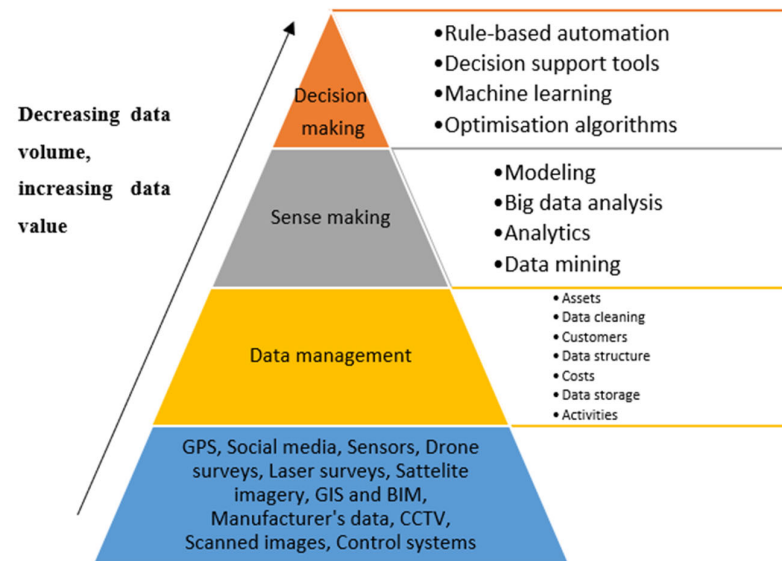 Decreasing data
volume,
increasing data
value
Decision
making
•Rule-based automation
•Decision support tools
•Machine learning
•Optimisation algorithms
Sense making
•Modeling
•Big data analysis
•Analytics
•Data mining
Data management
•Assets
•Data cleaning
•Customers
•Data structure
•Costs
•Data storage
•Activities
GPS, Social media, Sensors, Drone
surveys, Laser surveys, Sattelite
imagery, GIS and BIM,
Manufacturer's data, CCTV,
Scanned images, Control systems